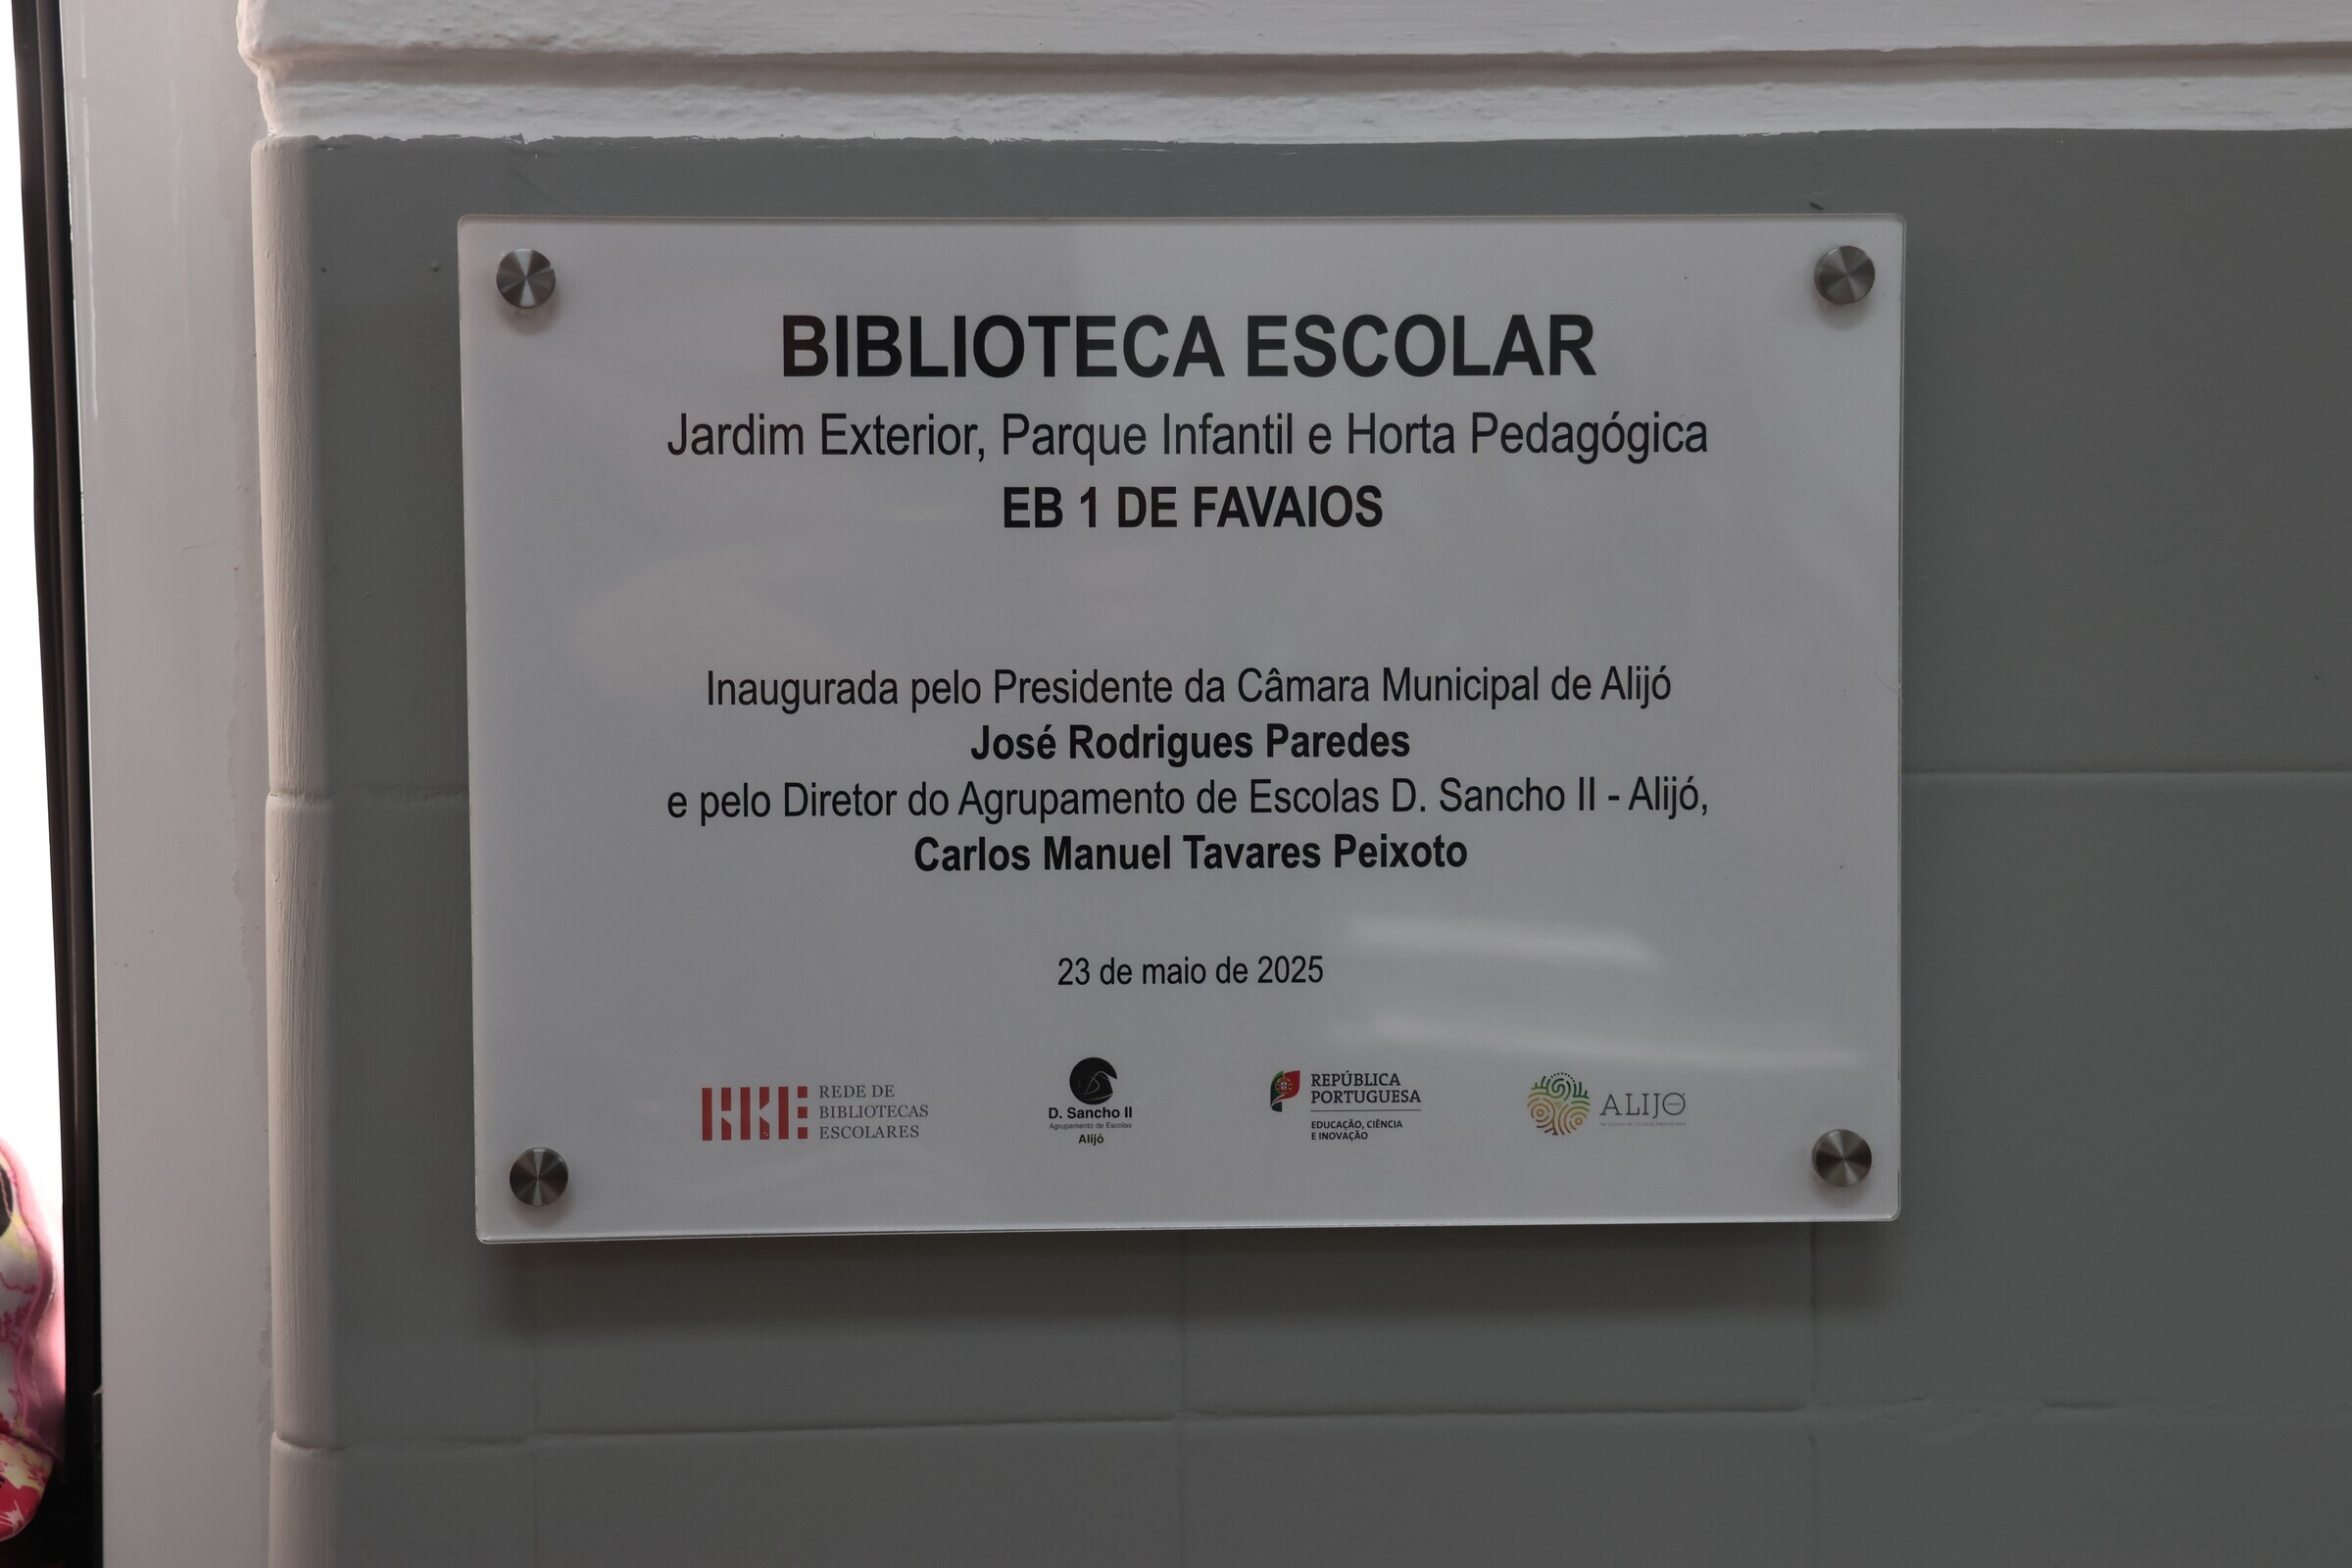 BIBLIOTECA ESCOLAR
Jardim Exterior, Parque Infantil e Horta Pedagógica
EB 1 DE FAVAIOS
Inaugurada pelo Presidente da Câmara Municipal de Alijó
José Rodrigues Paredes
e pelo Diretor do Agrupamento de Escolas D. Sancho II - Alijó,
Carlos Manuel Tavares Peixoto
23 de maio de 2025
REDE DE
BIBLIOTECAS
ESCOLARES
D. Sancho II
Agrupamento de Escolas
Alijó
REPÚBLICA
PORTUGUESA
EDUCAÇÃO, CIÊNCIA
E INOVAÇÃO
ALIJÓ